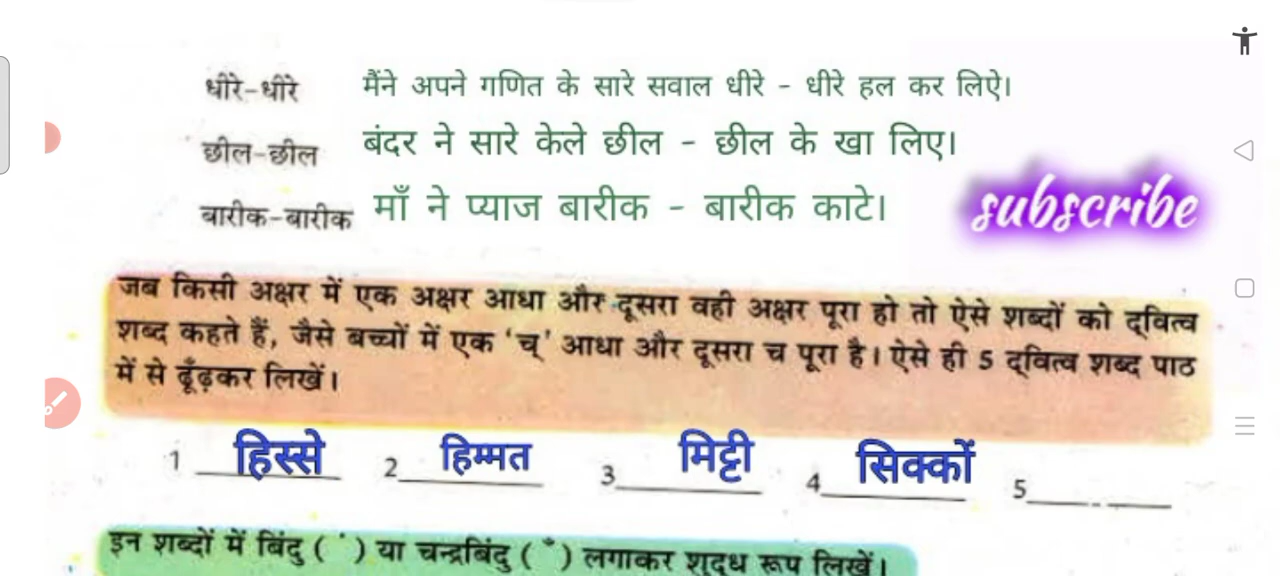 धीरे-धीरे मैंने अपने गणित के सारे सवाल धीरे - धीरे हल कर लिऐ।
छील-छील बंदर ने सारे केले छील - छील के खा लिए।
बारीक-बारीक माँ ने प्याज बारीक - बारीक काटे।
subscribe
जब किसी अक्षर में एक अक्षर आधा और दूसरा वही अक्षर पूरा हो तो ऐसे शब्दों को द्वित्व
शब्द कहते हैं, जैसे बच्चों में एक 'च्' आधा और दूसरा च पूरा है। ऐसे ही 5 द्वित्व शब्द पाठ
में से ढूँढ़कर लिखें।
1 हिस्से 2 हिम्मत 3 मिट्टी 4 सिक्कों 5
इन शब्दों में बिंदु ( ं ) या चन्द्रबिंदु ( ँ ) लगाकर शुद्ध रूप लिखें।